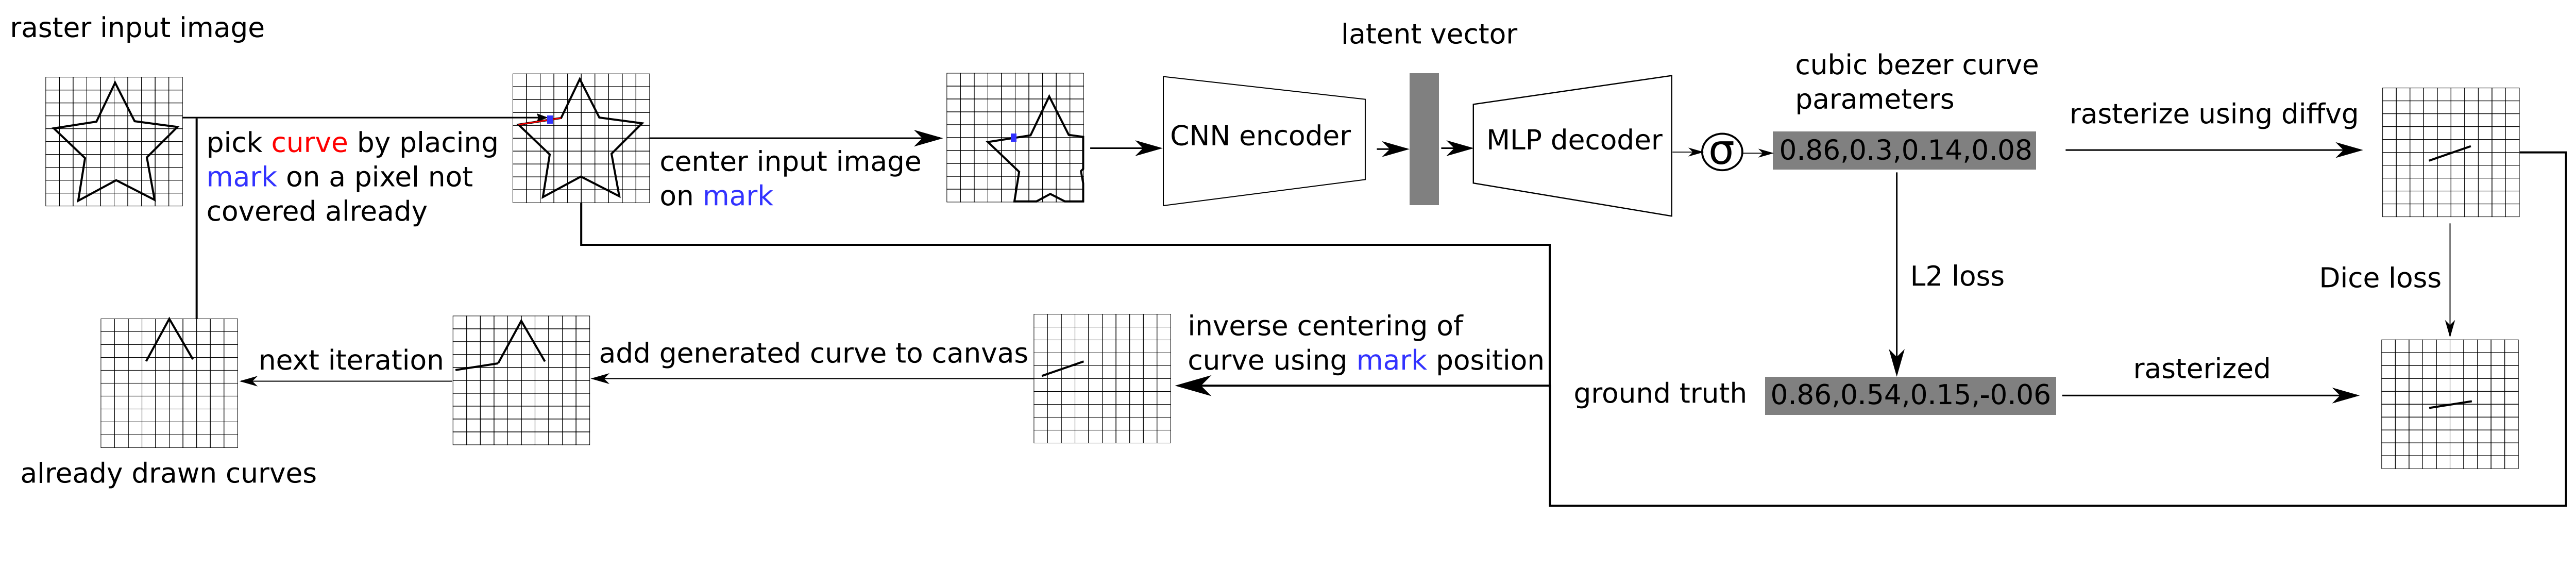 raster input image
pick curve by placing
mark on a pixel not
covered already
center input image
on mark
CNN encoder
latent vector
MLP decoder
σ
cubic bezer curve
parameters
0.86,0.3,0.14,0.08
rasterize using diffvg
L2 loss
Dice loss
ground truth
0.86,0.54,0.15,-0.06
rasterized
inverse centering of
curve using mark position
add generated curve to canvas
next iteration
already drawn curves